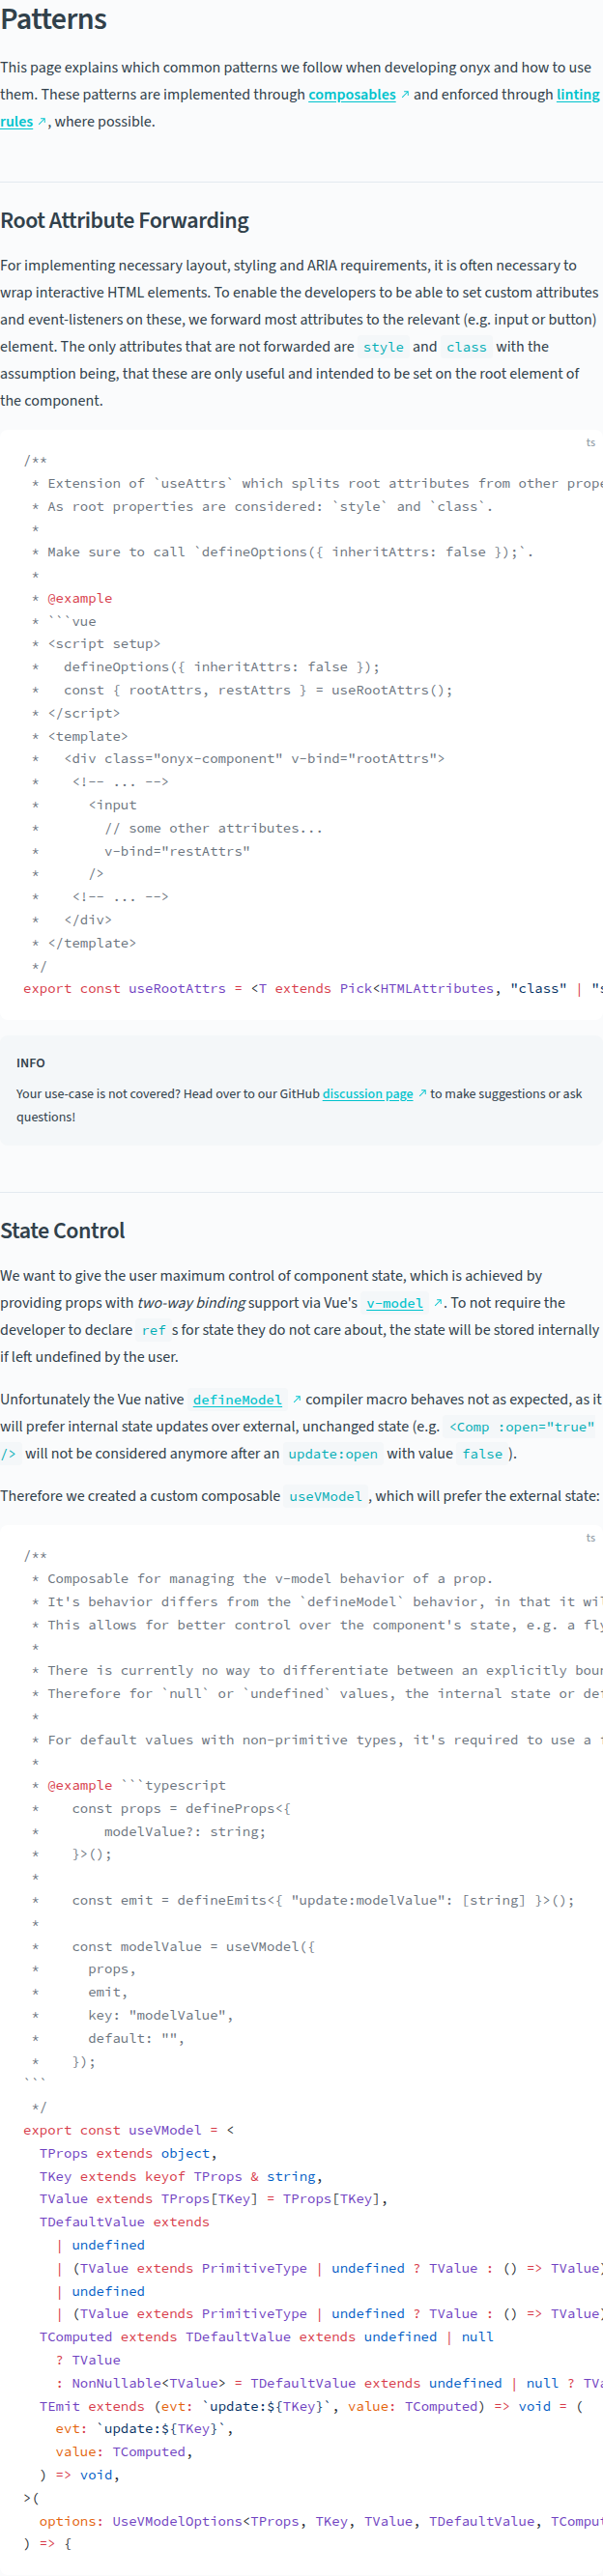 Patterns
This page explains which common patterns we follow when developing onyx and how to use
them. These patterns are implemented through composables ↗ and enforced through linting
rules ↗, where possible.
Root Attribute Forwarding
For implementing necessary layout, styling and ARIA requirements, it is often necessary to
wrap interactive HTML elements. To enable the developers to be able to set custom attributes
and event-listeners on these, we forward most attributes to the relevant (e.g. input or button)
element. The only attributes that are not forwarded are style and class with the
assumption being, that these are only useful and intended to be set on the root element of
the component.
ts
/**
 * Extension of `useAttrs` which splits root attributes from other prope
 * As root properties are considered: `style` and `class`.
 *
 * Make sure to call `defineOptions({ inheritAttrs: false });`.
 *
 * @example
 * ```vue
 * <script setup>
 *   defineOptions({ inheritAttrs: false });
 *   const { rootAttrs, restAttrs } = useRootAttrs();
 * </script>
 * <template>
 *   <div class="onyx-component" v-bind="rootAttrs">
 *    <!-- ... -->
 *      <input
 *        // some other attributes...
 *        v-bind="restAttrs"
 *      />
 *    <!-- ... -->
 *   </div>
 * </template>
 */
export const useRootAttrs = <T extends Pick<HTMLAttributes, "class" | "s
INFO
Your use-case is not covered? Head over to our GitHub discussion page ↗ to make suggestions or ask
questions!
State Control
We want to give the user maximum control of component state, which is achieved by
providing props with two-way binding support via Vue's v-model ↗. To not require the
developer to declare ref s for state they do not care about, the state will be stored internally
if left undefined by the user.
Unfortunately the Vue native defineModel ↗ compiler macro behaves not as expected, as it
will prefer internal state updates over external, unchanged state (e.g. <Comp :open="true"
/> will not be considered anymore after an update:open with value false ).
Therefore we created a custom composable useVModel , which will prefer the external state:
ts
/**
 * Composable for managing the v-model behavior of a prop.
 * It's behavior differs from the `defineModel` behavior, in that it wil
 * This allows for better control over the component's state, e.g. a fly
 *
 * There is currently no way to differentiate between an explicitly boun
 * Therefore for `null` or `undefined` values, the internal state or def
 *
 * For default values with non-primitive types, it's required to use a f
 *
 * @example ```typescript
 *    const props = defineProps<{
 *        modelValue?: string;
 *    }>();
 *
 *    const emit = defineEmits<{ "update:modelValue": [string] }>();
 *
 *    const modelValue = useVModel({
 *      props,
 *      emit,
 *      key: "modelValue",
 *      default: "",
 *    });
```
 */
export const useVModel = <
  TProps extends object,
  TKey extends keyof TProps & string,
  TValue extends TProps[TKey] = TProps[TKey],
  TDefaultValue extends
    | undefined
    | (TValue extends PrimitiveType | undefined ? TValue : () => TValue)
    | undefined
    | (TValue extends PrimitiveType | undefined ? TValue : () => TValue)
  TComputed extends TDefaultValue extends undefined | null
    ? TValue
    : NonNullable<TValue> = TDefaultValue extends undefined | null ? TVa
  TEmit extends (evt: `update:${TKey}`, value: TComputed) => void = (
    evt: `update:${TKey}`,
    value: TComputed,
  ) => void,
>(
  options: UseVModelOptions<TProps, TKey, TValue, TDefaultValue, TComput
) => {